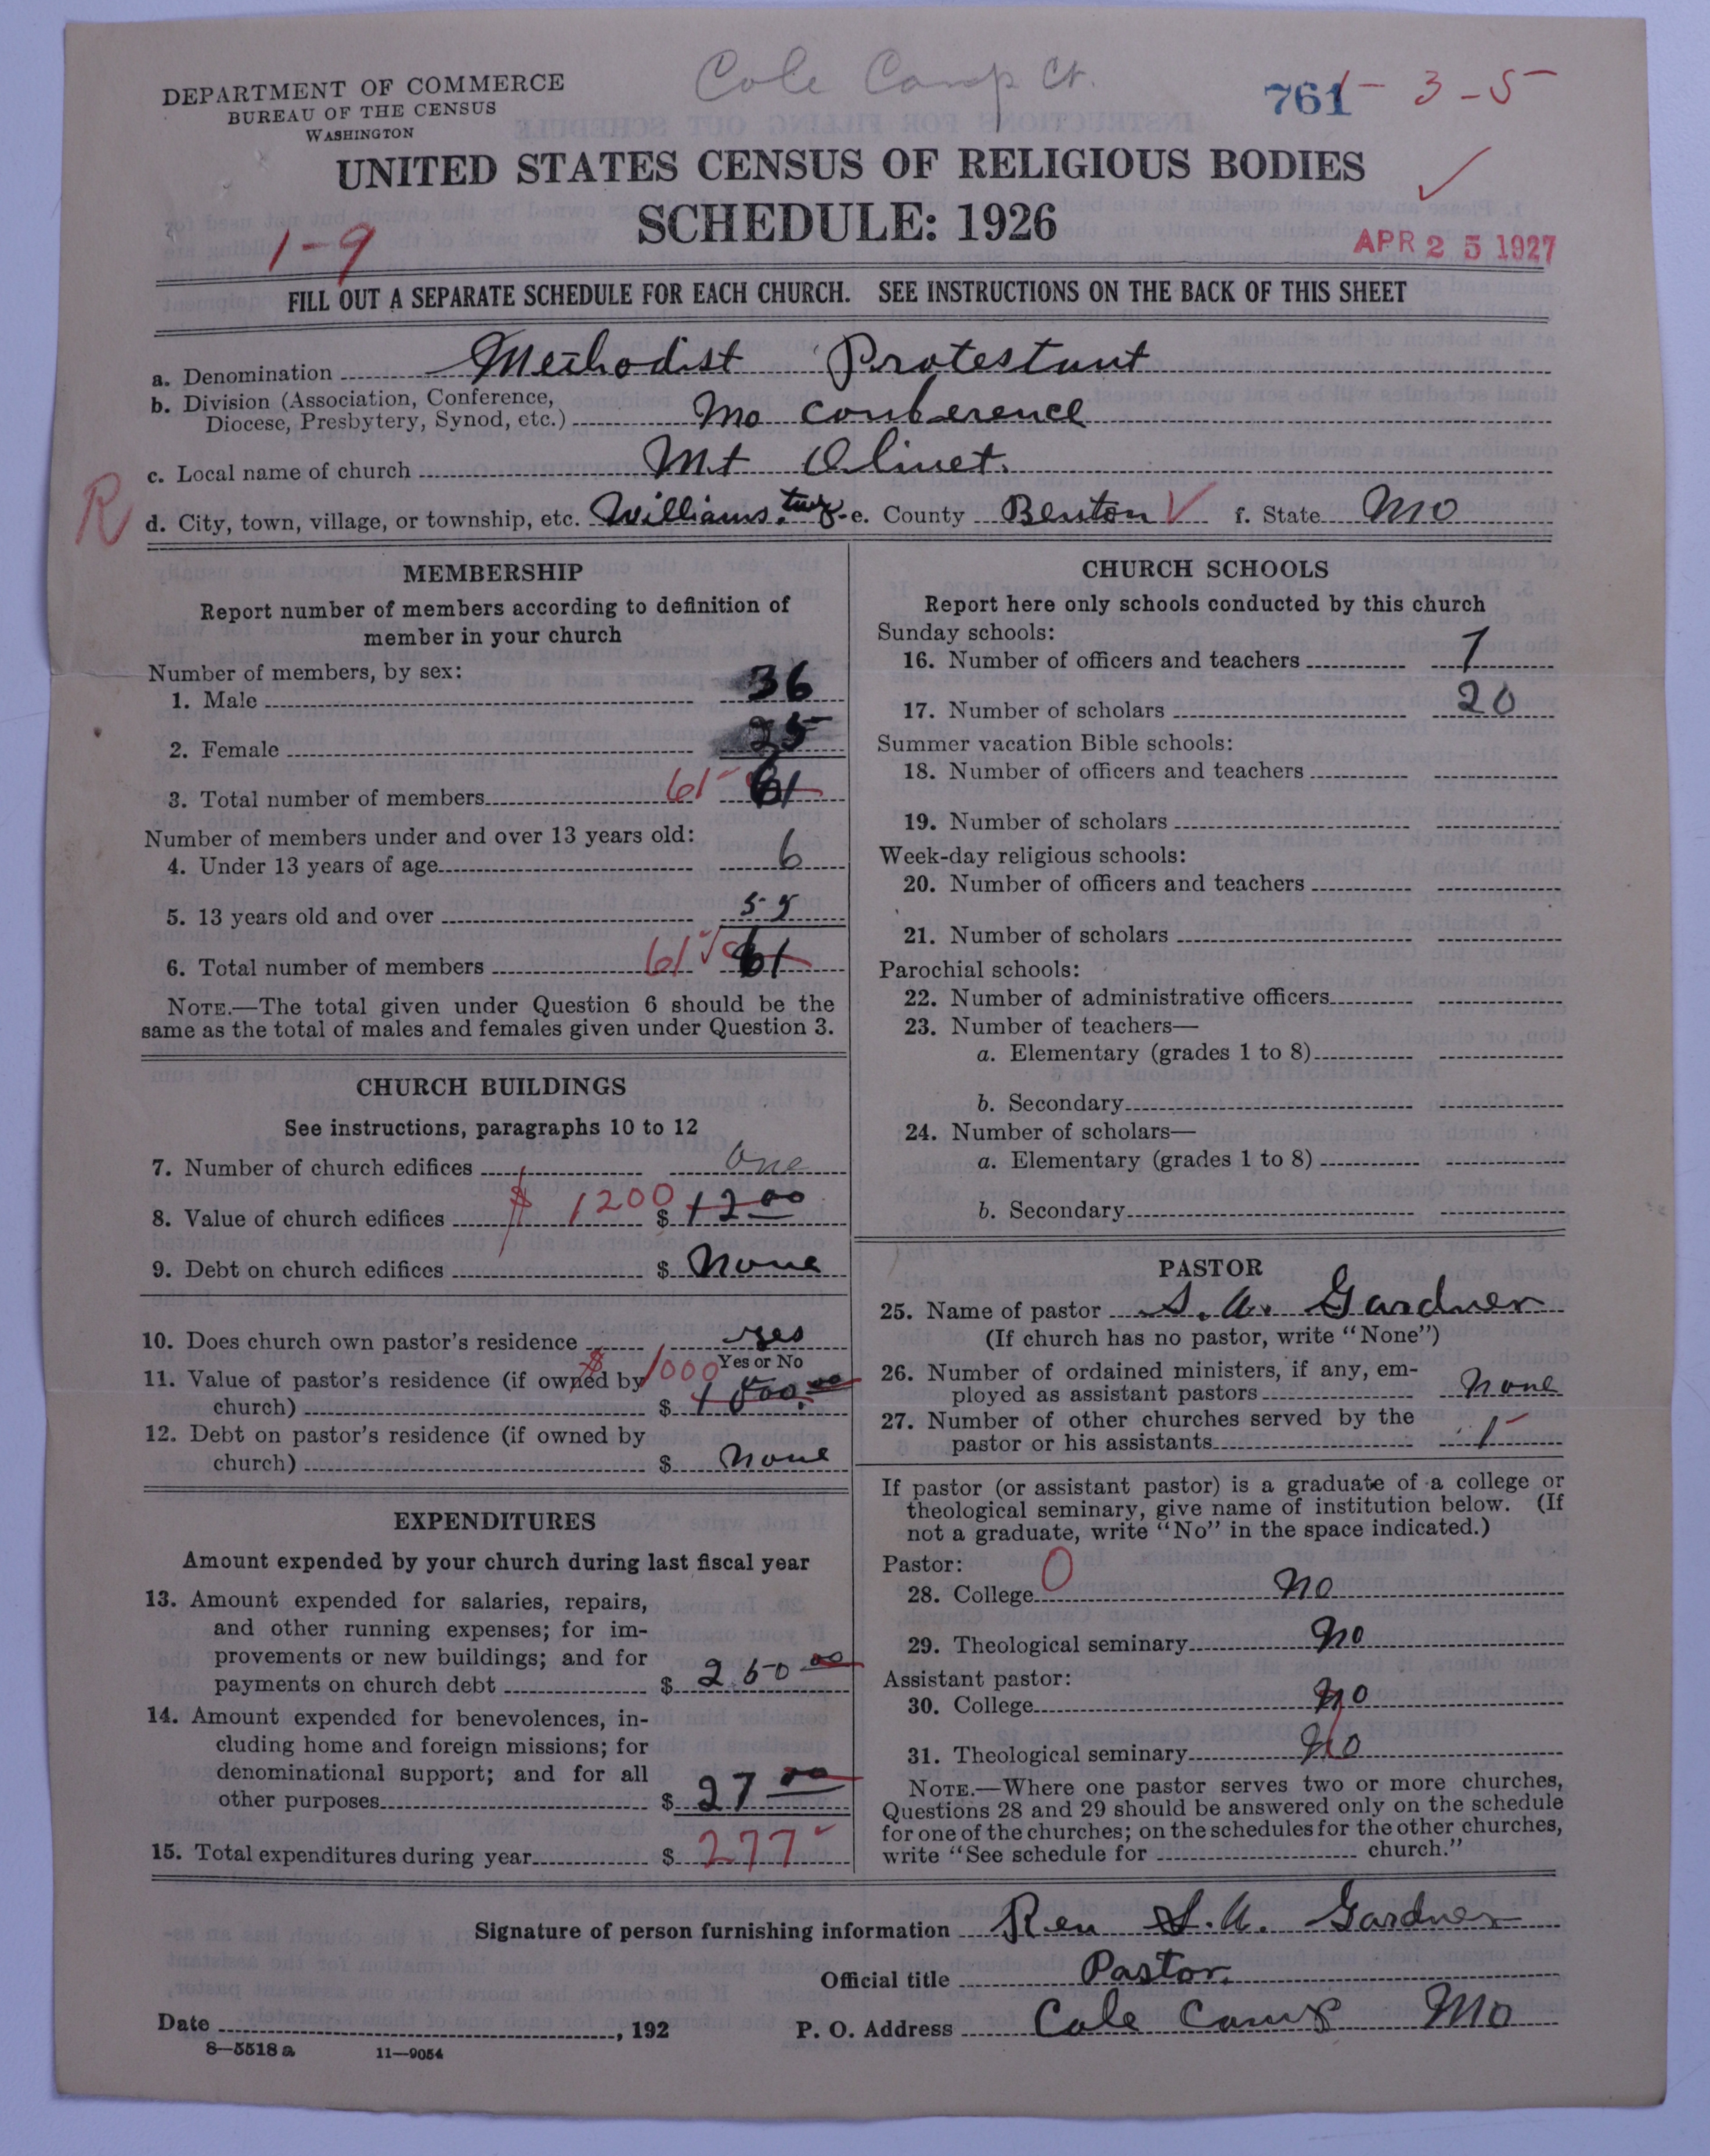 Cole Camp Ct.
DEPARTMENT OF COMMERCE
BUREAU OF THE CENSUS
WASHINGTON
761 - 3 - 5
UNITED STATES CENSUS OF RELIGIOUS BODIES
SCHEDULE: 1926
1-9
APR 25 1927
FILL OUT A SEPARATE SCHEDULE FOR EACH CHURCH. SEE INSTRUCTIONS ON THE BACK OF THIS SHEET
a. Denomination Methodist Protestant
b. Division (Association, Conference,
Diocese, Presbytery, Synod, etc.) Mo conference
c. Local name of church Mt Olivet.
R
d. City, town, village, or township, etc. Williams. twp. e. County Benton f. State Mo
MEMBERSHIP
Report number of members according to definition of
member in your church
Number of members, by sex:
1. Male 36
2. Female 25
3. Total number of members 61 61
Number of members under and over 13 years old:
4. Under 13 years of age 6
5. 13 years old and over 55
6. Total number of members 61 61
NOTE.—The total given under Question 6 should be the
same as the total of males and females given under Question 3.
CHURCH BUILDINGS
See instructions, paragraphs 10 to 12
7. Number of church edifices one
8. Value of church edifices $ 1200 $ 1200
9. Debt on church edifices $ None
10. Does church own pastor's residence yes
Yes or No
11. Value of pastor's residence (if owned by $ 1000
church) $ 1000.00
12. Debt on pastor's residence (if owned by
church) $ None
EXPENDITURES
Amount expended by your church during last fiscal year
13. Amount expended for salaries, repairs,
and other running expenses; for im-
provements or new buildings; and for
payments on church debt $ 250 00
14. Amount expended for benevolences, in-
cluding home and foreign missions; for
denominational support; and for all
other purposes $ 27 00
15. Total expenditures during year $ 277
CHURCH SCHOOLS
Report here only schools conducted by this church
Sunday schools:
16. Number of officers and teachers 7
17. Number of scholars 20
Summer vacation Bible schools:
18. Number of officers and teachers
19. Number of scholars
Week-day religious schools:
20. Number of officers and teachers
21. Number of scholars
Parochial schools:
22. Number of administrative officers
23. Number of teachers—
a. Elementary (grades 1 to 8)
b. Secondary
24. Number of scholars—
a. Elementary (grades 1 to 8)
b. Secondary
PASTOR
25. Name of pastor S. A. Gardner
(If church has no pastor, write "None")
26. Number of ordained ministers, if any, em-
ployed as assistant pastors None
27. Number of other churches served by the
pastor or his assistants 1
If pastor (or assistant pastor) is a graduate of a college or
theological seminary, give name of institution below. (If
not a graduate, write "No" in the space indicated.)
Pastor: 0
28. College No
29. Theological seminary No
Assistant pastor:
30. College No
31. Theological seminary No
NOTE.—Where one pastor serves two or more churches,
Questions 28 and 29 should be answered only on the schedule
for one of the churches; on the schedules for the other churches,
write "See schedule for church."
Signature of person furnishing information Rev S. A. Gardner
Official title Pastor.
Date , 192
P. O. Address Cole Camp Mo
8—5518 a 11—9054